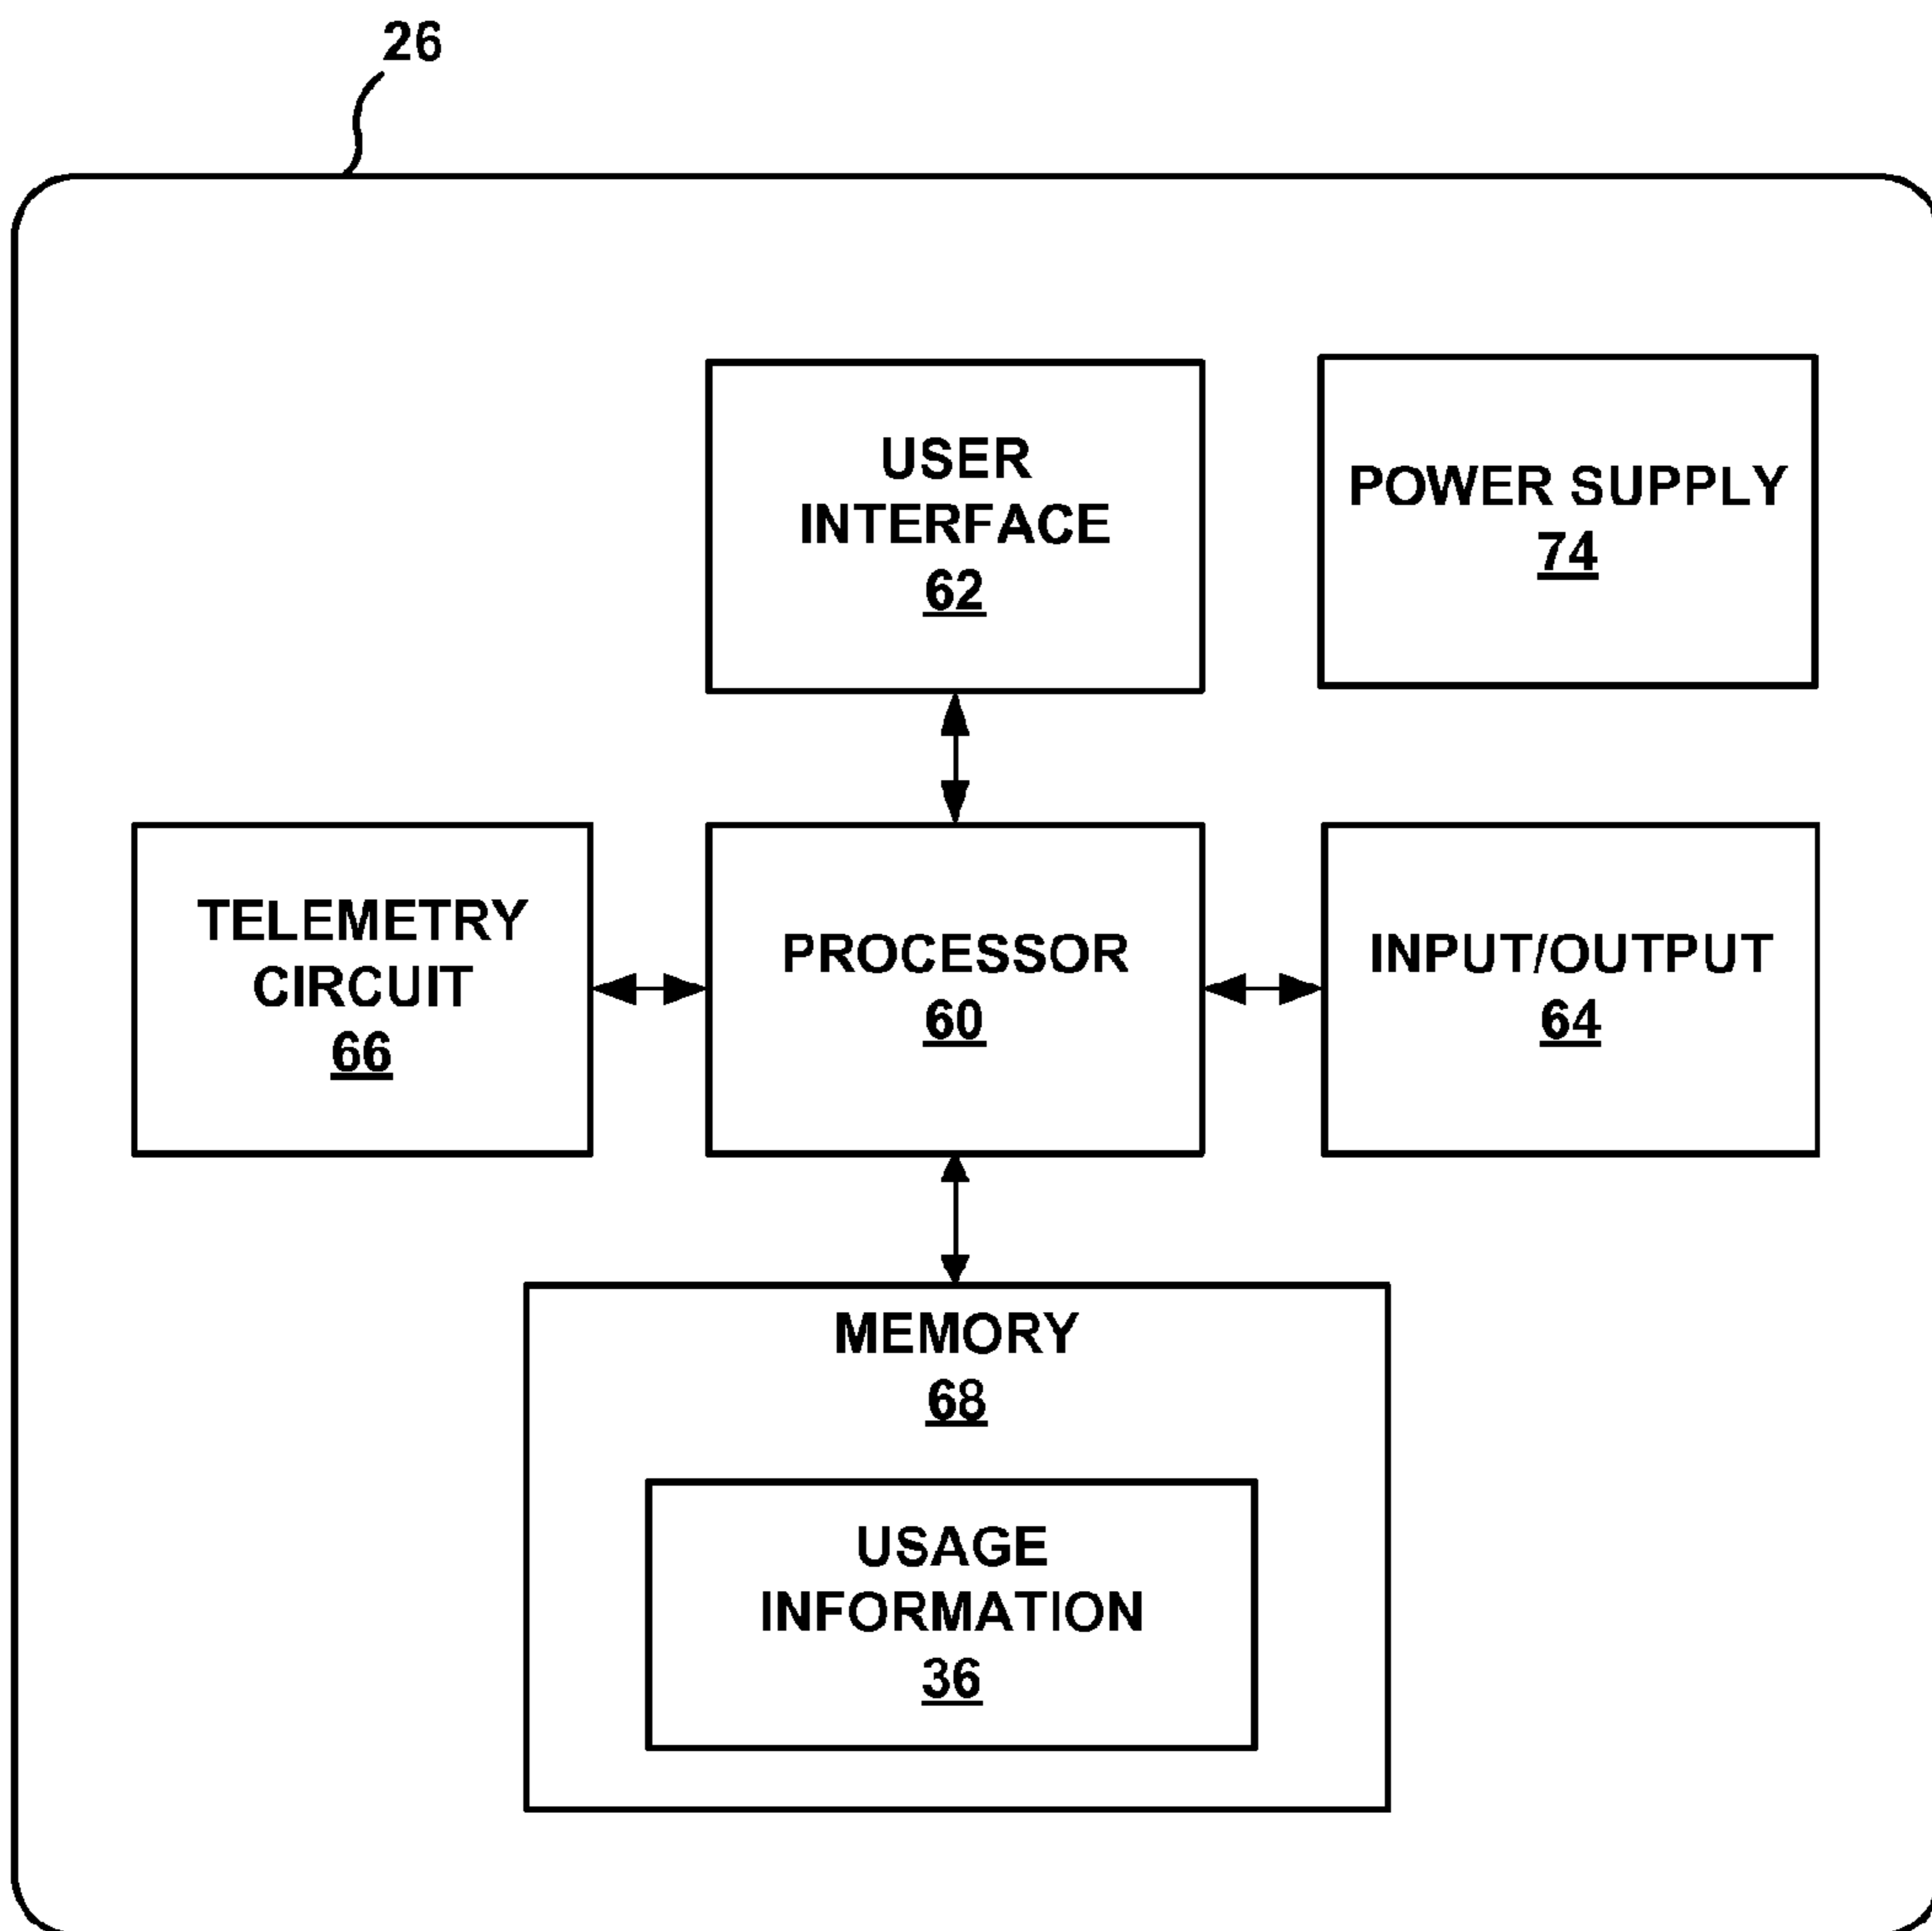 26
USER
INTERFACE
62
POWER SUPPLY
74
TELEMETRY
CIRCUIT
66
PROCESSOR
60
INPUT/OUTPUT
64
MEMORY
68
USAGE
INFORMATION
36